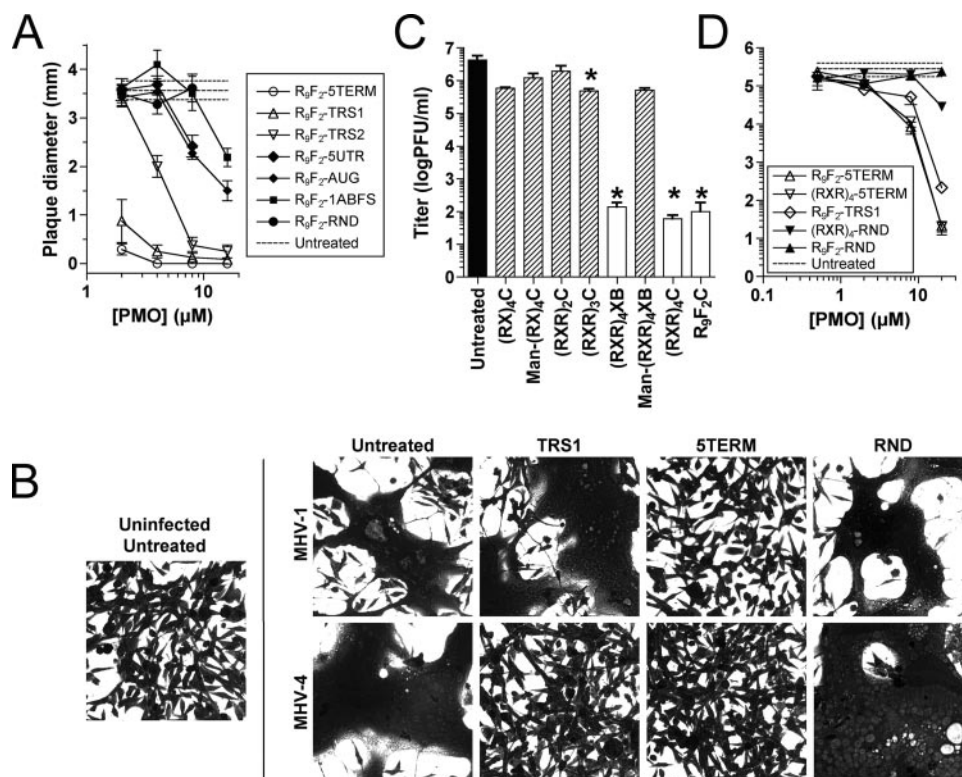 A
Plaque diameter (mm)
4
3
2
1
0
1
10
[PMO] (µM)
R9F2-5TERM
R9F2-TRS1
R9F2-TRS2
R9F2-5UTR
R9F2-AUG
R9F2-1ABFS
R9F2-RND
Untreated
C
Titer (logPFU/ml)
7
6
5
4
3
2
1
0
*
*
*
*
Untreated
(RX)4C
Man-(RX)4C
(RXR)2C
(RXR)3C
(RXR)4XB
Man-(RXR)4XB
(RXR)4C
R9F2C
D
6
5
4
3
2
1
0
0.1
1
10
[PMO] (µM)
R9F2-5TERM
(RXR)4-5TERM
R9F2-TRS1
(RXR)4-RND
R9F2-RND
Untreated
B
Uninfected
Untreated
Untreated
TRS1
5TERM
RND
MHV-1
MHV-4